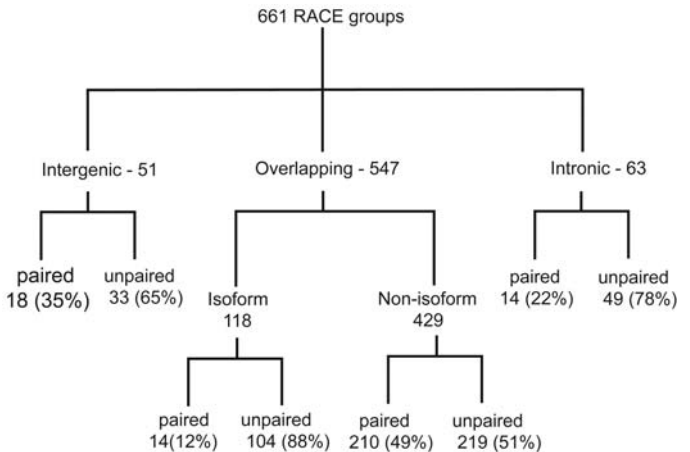 661 RACE groups
Intergenic - 51
Overlapping - 547
Intronic - 63
paired
18 (35%)
unpaired
33 (65%)
Isoform
118
Non-isoform
429
paired
14 (22%)
unpaired
49 (78%)
paired
14(12%)
unpaired
104 (88%)
paired
210 (49%)
unpaired
219 (51%)